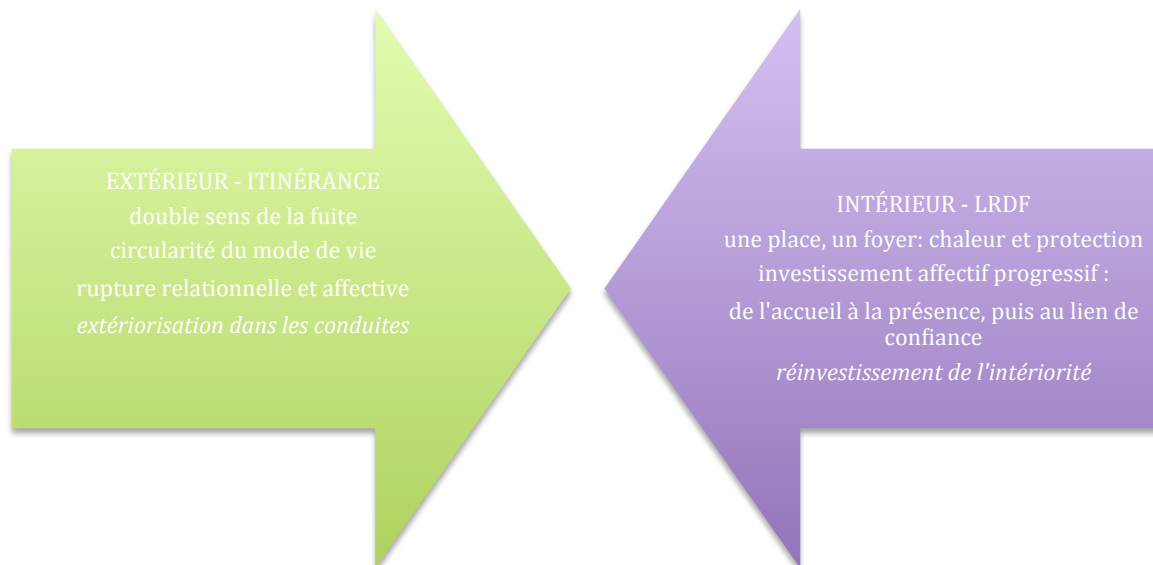 EXTÉRIEUR - ITINÉRANCE
double sens de la fuite
circularité du mode de vie
rupture relationnelle et affective
extériorisation dans les conduites
INTÉRIEUR - LRDF
une place, un foyer: chaleur et protection
investissement affectif progressif :
de l'accueil à la présence, puis au lien de
confiance
réinvestissement de l'intériorité